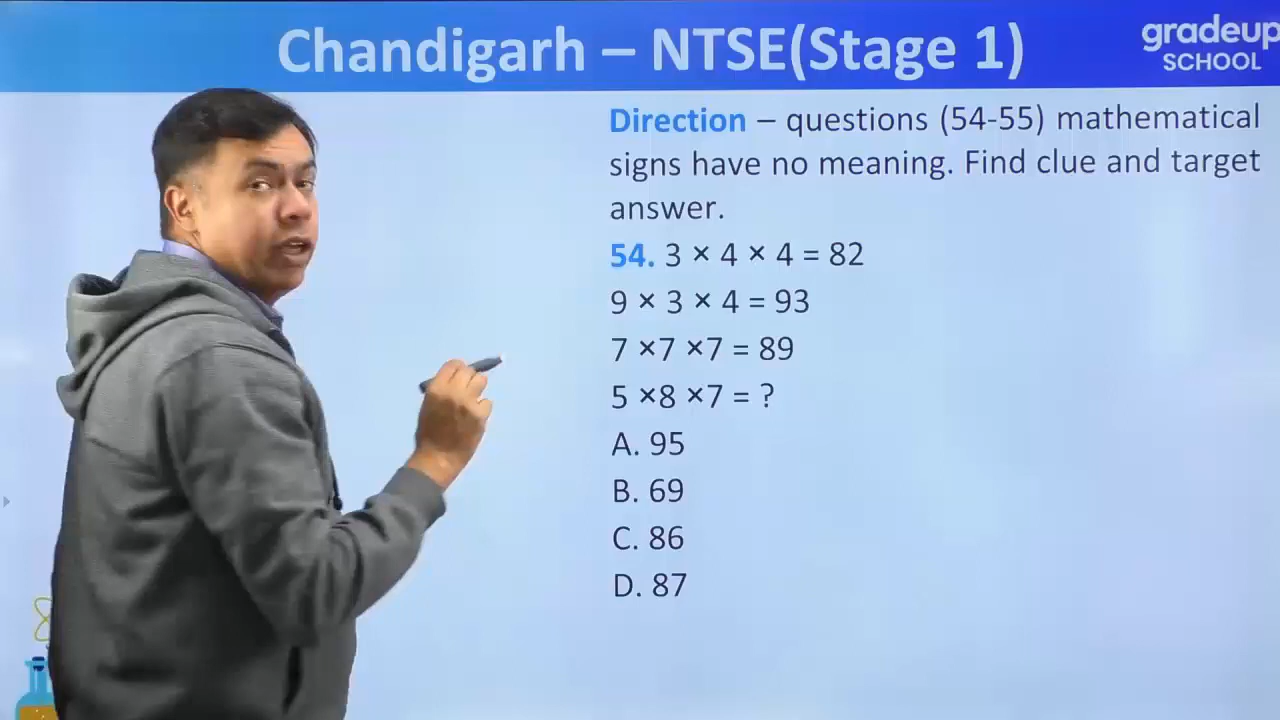 Chandigarh – NTSE(Stage 1)
gradeup
SCHOOL
Direction – questions (54-55) mathematical
signs have no meaning. Find clue and target
answer.
54. 3 × 4 × 4 = 82
9 × 3 × 4 = 93
7 ×7 ×7 = 89
5 ×8 ×7 = ?
A. 95
B. 69
C. 86
D. 87